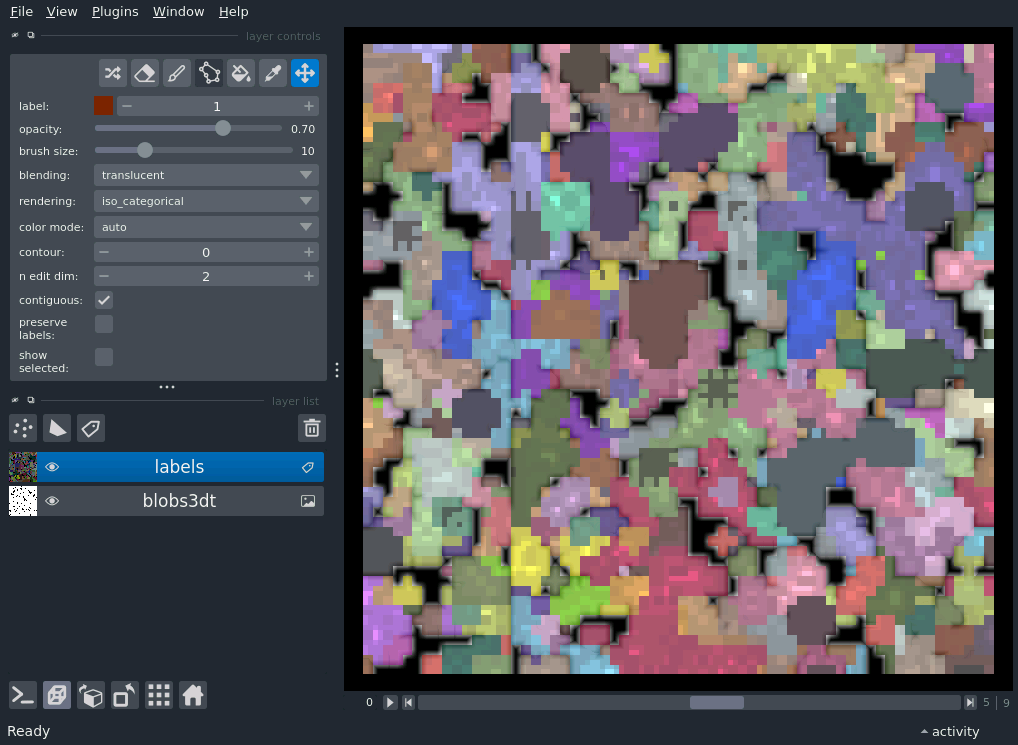 File View Plugins Window Help
layer controls
label: 1
opacity: 0.70
brush size: 10
blending: translucent
rendering: iso_categorical
color mode: auto
contour: 0
n edit dim: 2
contiguous:
preserve
labels:
show
selected:
layer list
labels
blobs3dt
0 5 9
Ready activity